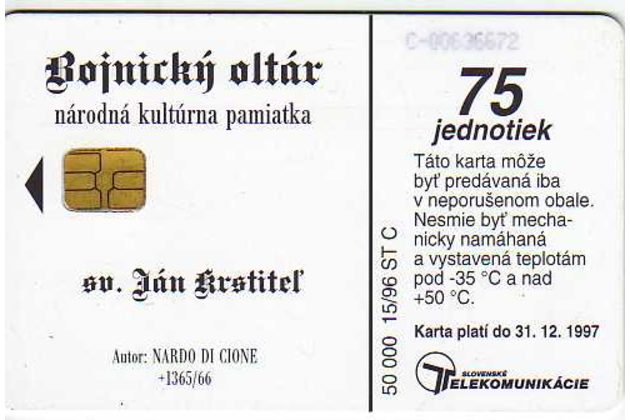 Bojnický oltár
národná kultúrna pamiatka
sv. Ján Krstiteľ
Autor: NARDO DI CIONE
+1365/66
50 000 15/96 ST C
C-00636672
75
jednotiek
Táto karta môže
byť predávaná iba
v neporušenom obale.
Nesmie byť mecha-
nicky namáhaná
a vystavená teplotám
pod -35 °C a nad
+50 °C.
Karta platí do 31. 12. 1997
SLOVENSKÉ
TELEKOMUNIKÁCIE